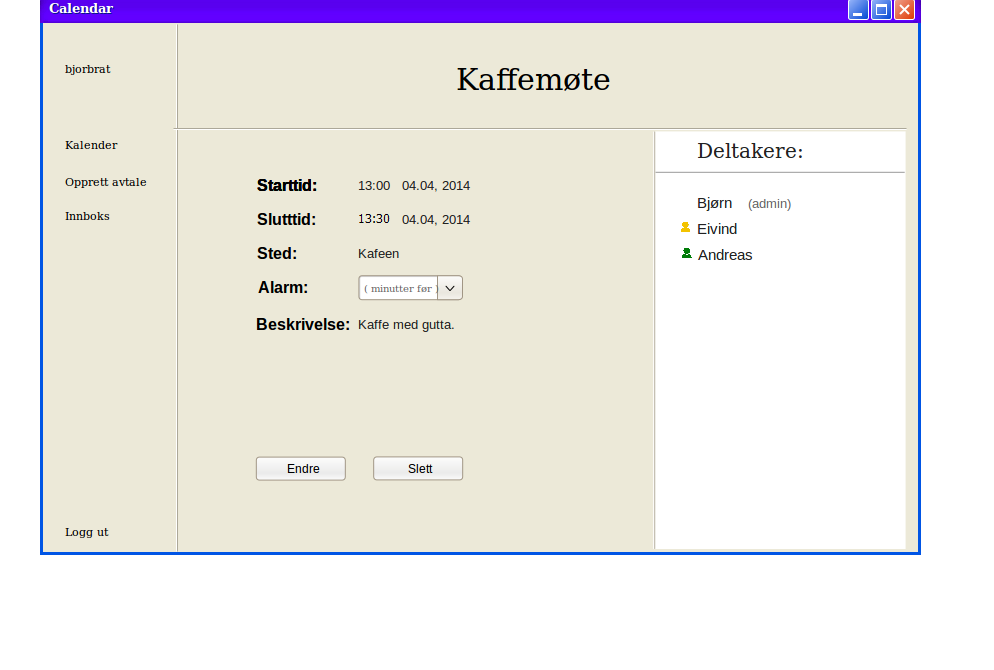 Calendar
bjorbrat
Kaffemøte
Kalender
Opprett avtale
Innboks
Logg ut
Starttid: 13:00 04.04, 2014
Slutttid: 13:30 04.04, 2014
Sted: Kafeen
Alarm: ( minutter før )
Beskrivelse: Kaffe med gutta.
Endre Slett
Deltakere:
Bjørn (admin)
Eivind
Andreas